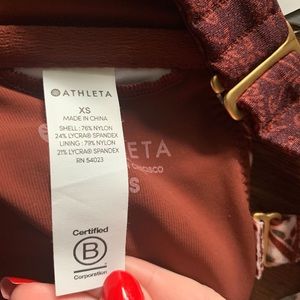 ATHLETA
XS
MADE IN CHINA
SHELL : 76% NYLON
24% LYCRA® SPANDEX
LINING : 79% NYLON
21% LYCRA® SPANDEX
RN 54023
Certified
B
Corporation